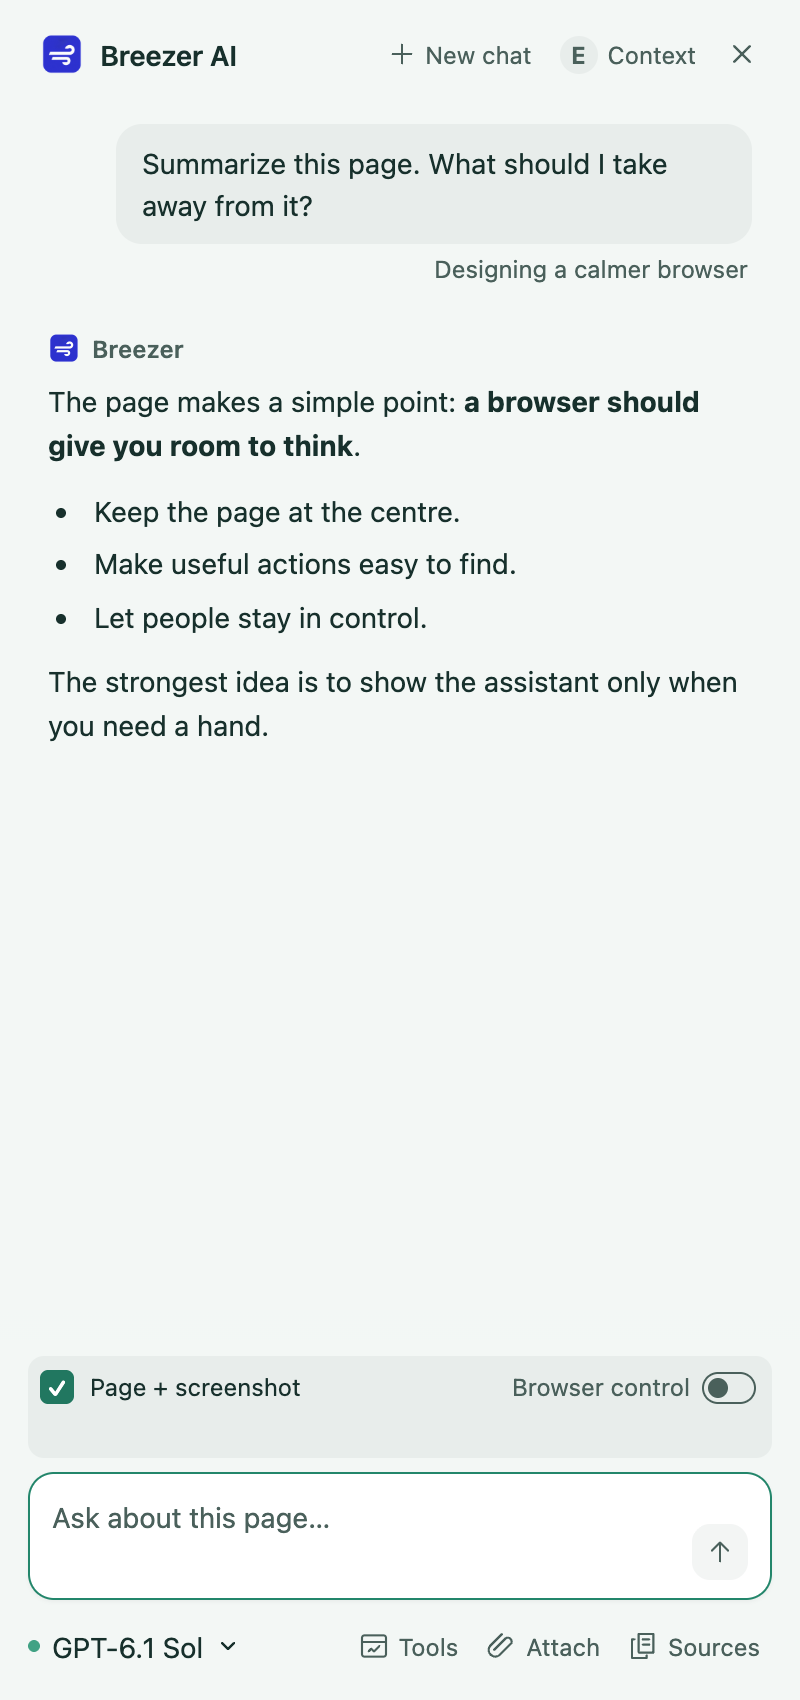 Breezer AI
New chat
E
Context
Summarize this page. What should I take
away from it?
Designing a calmer browser
Breezer
The page makes a simple point: a browser should
give you room to think.
• Keep the page at the centre.
• Make useful actions easy to find.
• Let people stay in control.
The strongest idea is to show the assistant only when
you need a hand.
Page + screenshot
Browser control
Ask about this page...
GPT-6.1 Sol
Tools
Attach
Sources